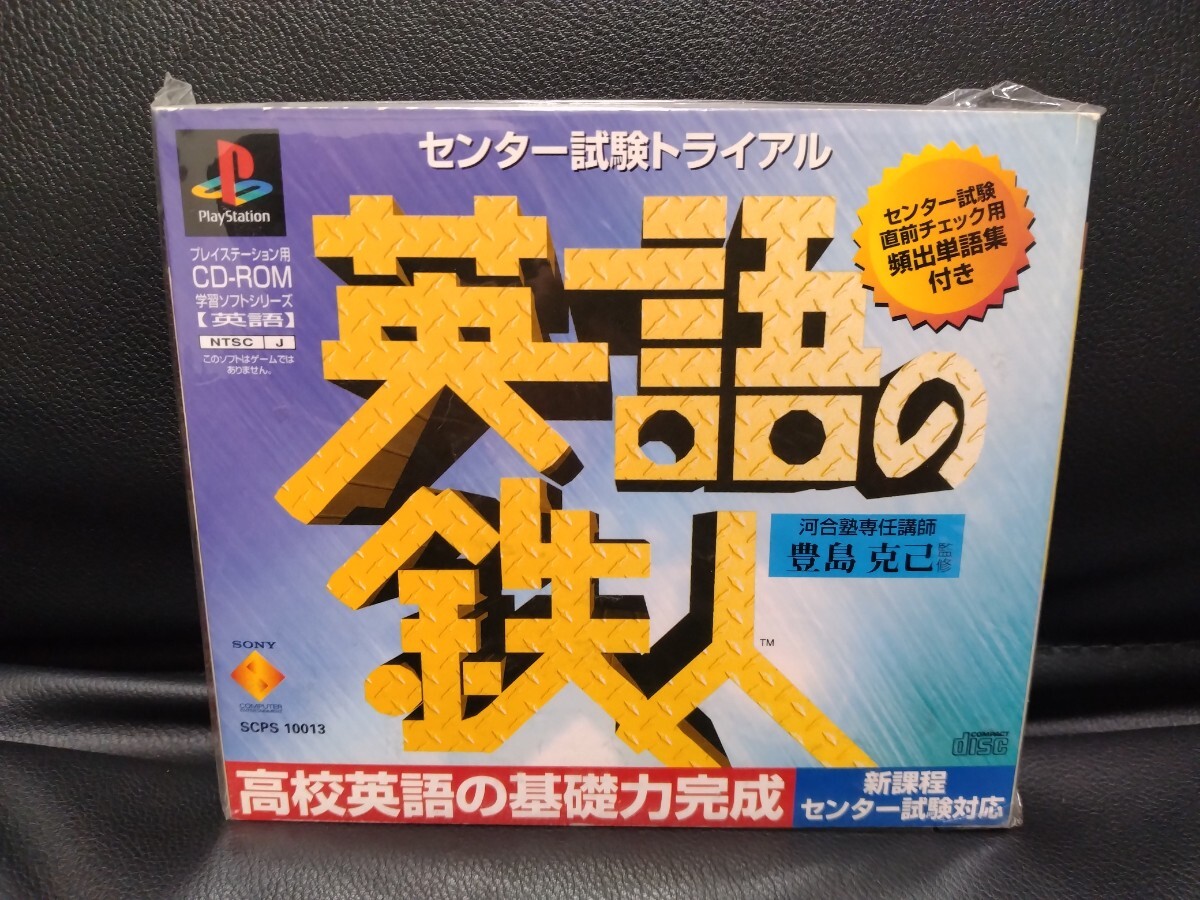 センター試験トライアル
PlayStation
プレイステーション用
CD-ROM
学習ソフトシリーズ
【英語】
NTSC J
このソフトはゲームでは
ありません。
センター試験
直前チェック用
頻出単語集
付き
英語の
鉄人
TM
河合塾専任講師
豊島 克己 監修
SONY
COMPUTER
ENTERTAINMENT
SCPS 10013
COMPACT
disc
高校英語の基礎力完成
新課程
センター試験対応